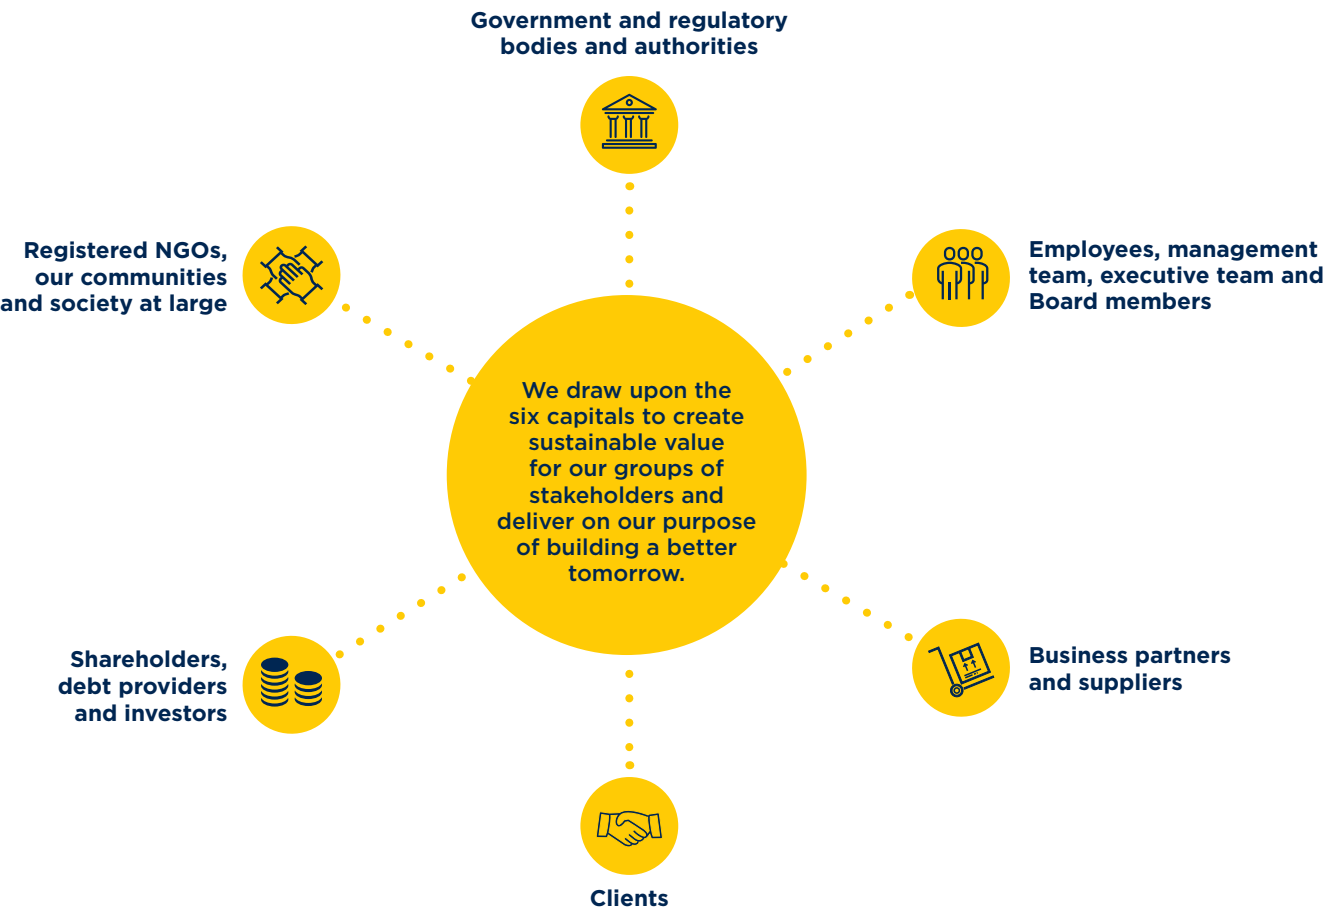 Government and regulatory
bodies and authorities
Registered NGOs,
our communities
and society at large
Employees, management
team, executive team and
Board members
We draw upon the
six capitals to create
sustainable value
for our groups of
stakeholders and
deliver on our purpose
of building a better
tomorrow.
Shareholders,
debt providers
and investors
Business partners
and suppliers
Clients